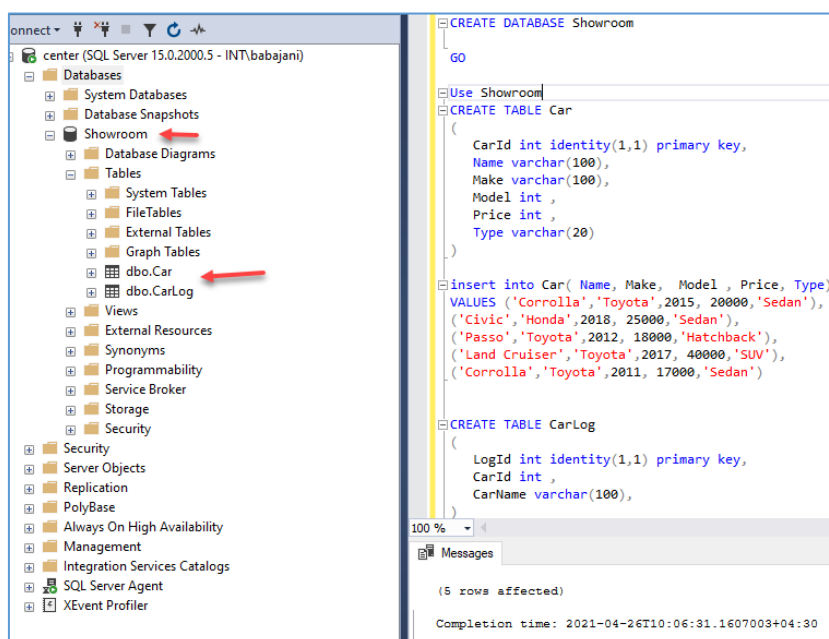 onnect
center (SQL Server 15.0.2000.5 - INT\babajani)
Databases
System Databases
Database Snapshots
Showroom
Database Diagrams
Tables
System Tables
FileTables
External Tables
Graph Tables
dbo.Car
dbo.CarLog
Views
External Resources
Synonyms
Programmability
Service Broker
Storage
Security
Security
Server Objects
Replication
PolyBase
Always On High Availability
Management
Integration Services Catalogs
SQL Server Agent
XEvent Profiler
CREATE DATABASE Showroom
GO
Use Showroom
CREATE TABLE Car
(
CarId int identity(1,1) primary key,
Name varchar(100),
Make varchar(100),
Model int ,
Price int ,
Type varchar(20)
)
insert into Car( Name, Make,  Model , Price, Type)
VALUES ('Corrolla','Toyota',2015, 20000,'Sedan'),
('Civic','Honda',2018, 25000,'Sedan'),
('Passo','Toyota',2012, 18000,'Hatchback'),
('Land Cruiser','Toyota',2017, 40000,'SUV'),
('Corrolla','Toyota',2011, 17000,'Sedan')
CREATE TABLE CarLog
(
LogId int identity(1,1) primary key,
CarId int ,
CarName varchar(100),
)
100 %
Messages
(5 rows affected)
Completion time: 2021-04-26T10:06:31.1607003+04:30